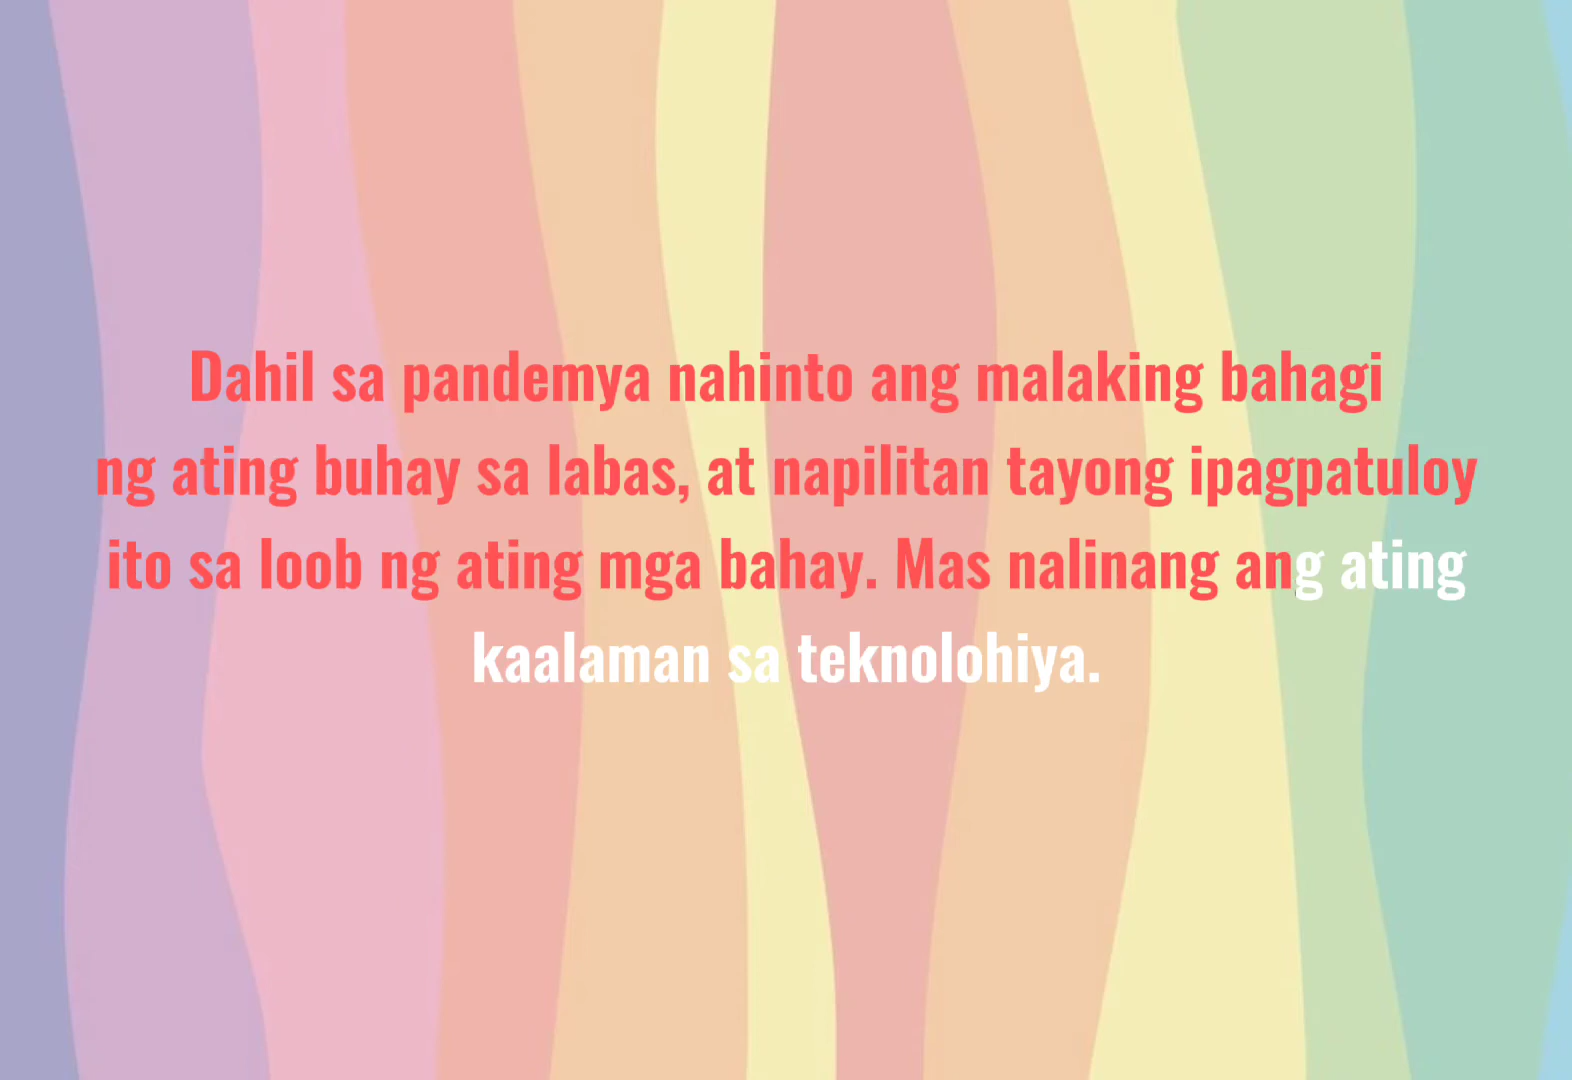 Dahil sa pandemya nahinto ang malaking bahagi
ng ating buhay sa labas, at napilitan tayong ipagpatuloy
ito sa loob ng ating mga bahay. Mas nalinang ang ating
kaalaman sa teknolohiya.